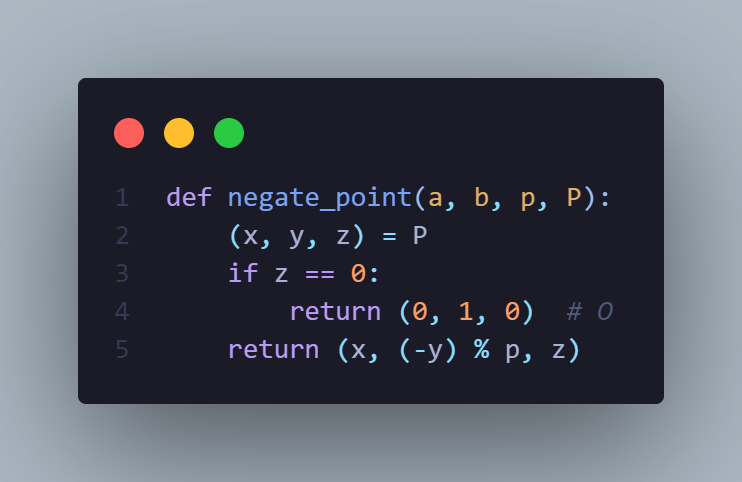 1 def negate_point(a, b, p, P):
2     (x, y, z) = P
3     if z == 0:
4         return (0, 1, 0)  # O
5     return (x, (-y) % p, z)